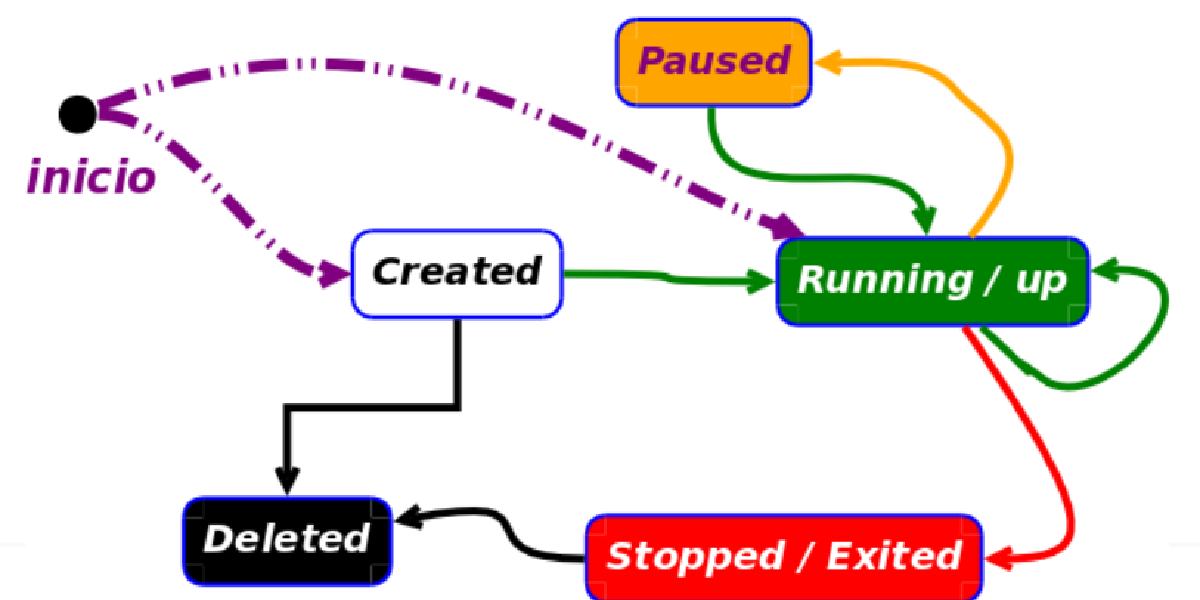 Paused
inicio
Created
Running / up
Deleted
Stopped / Exited